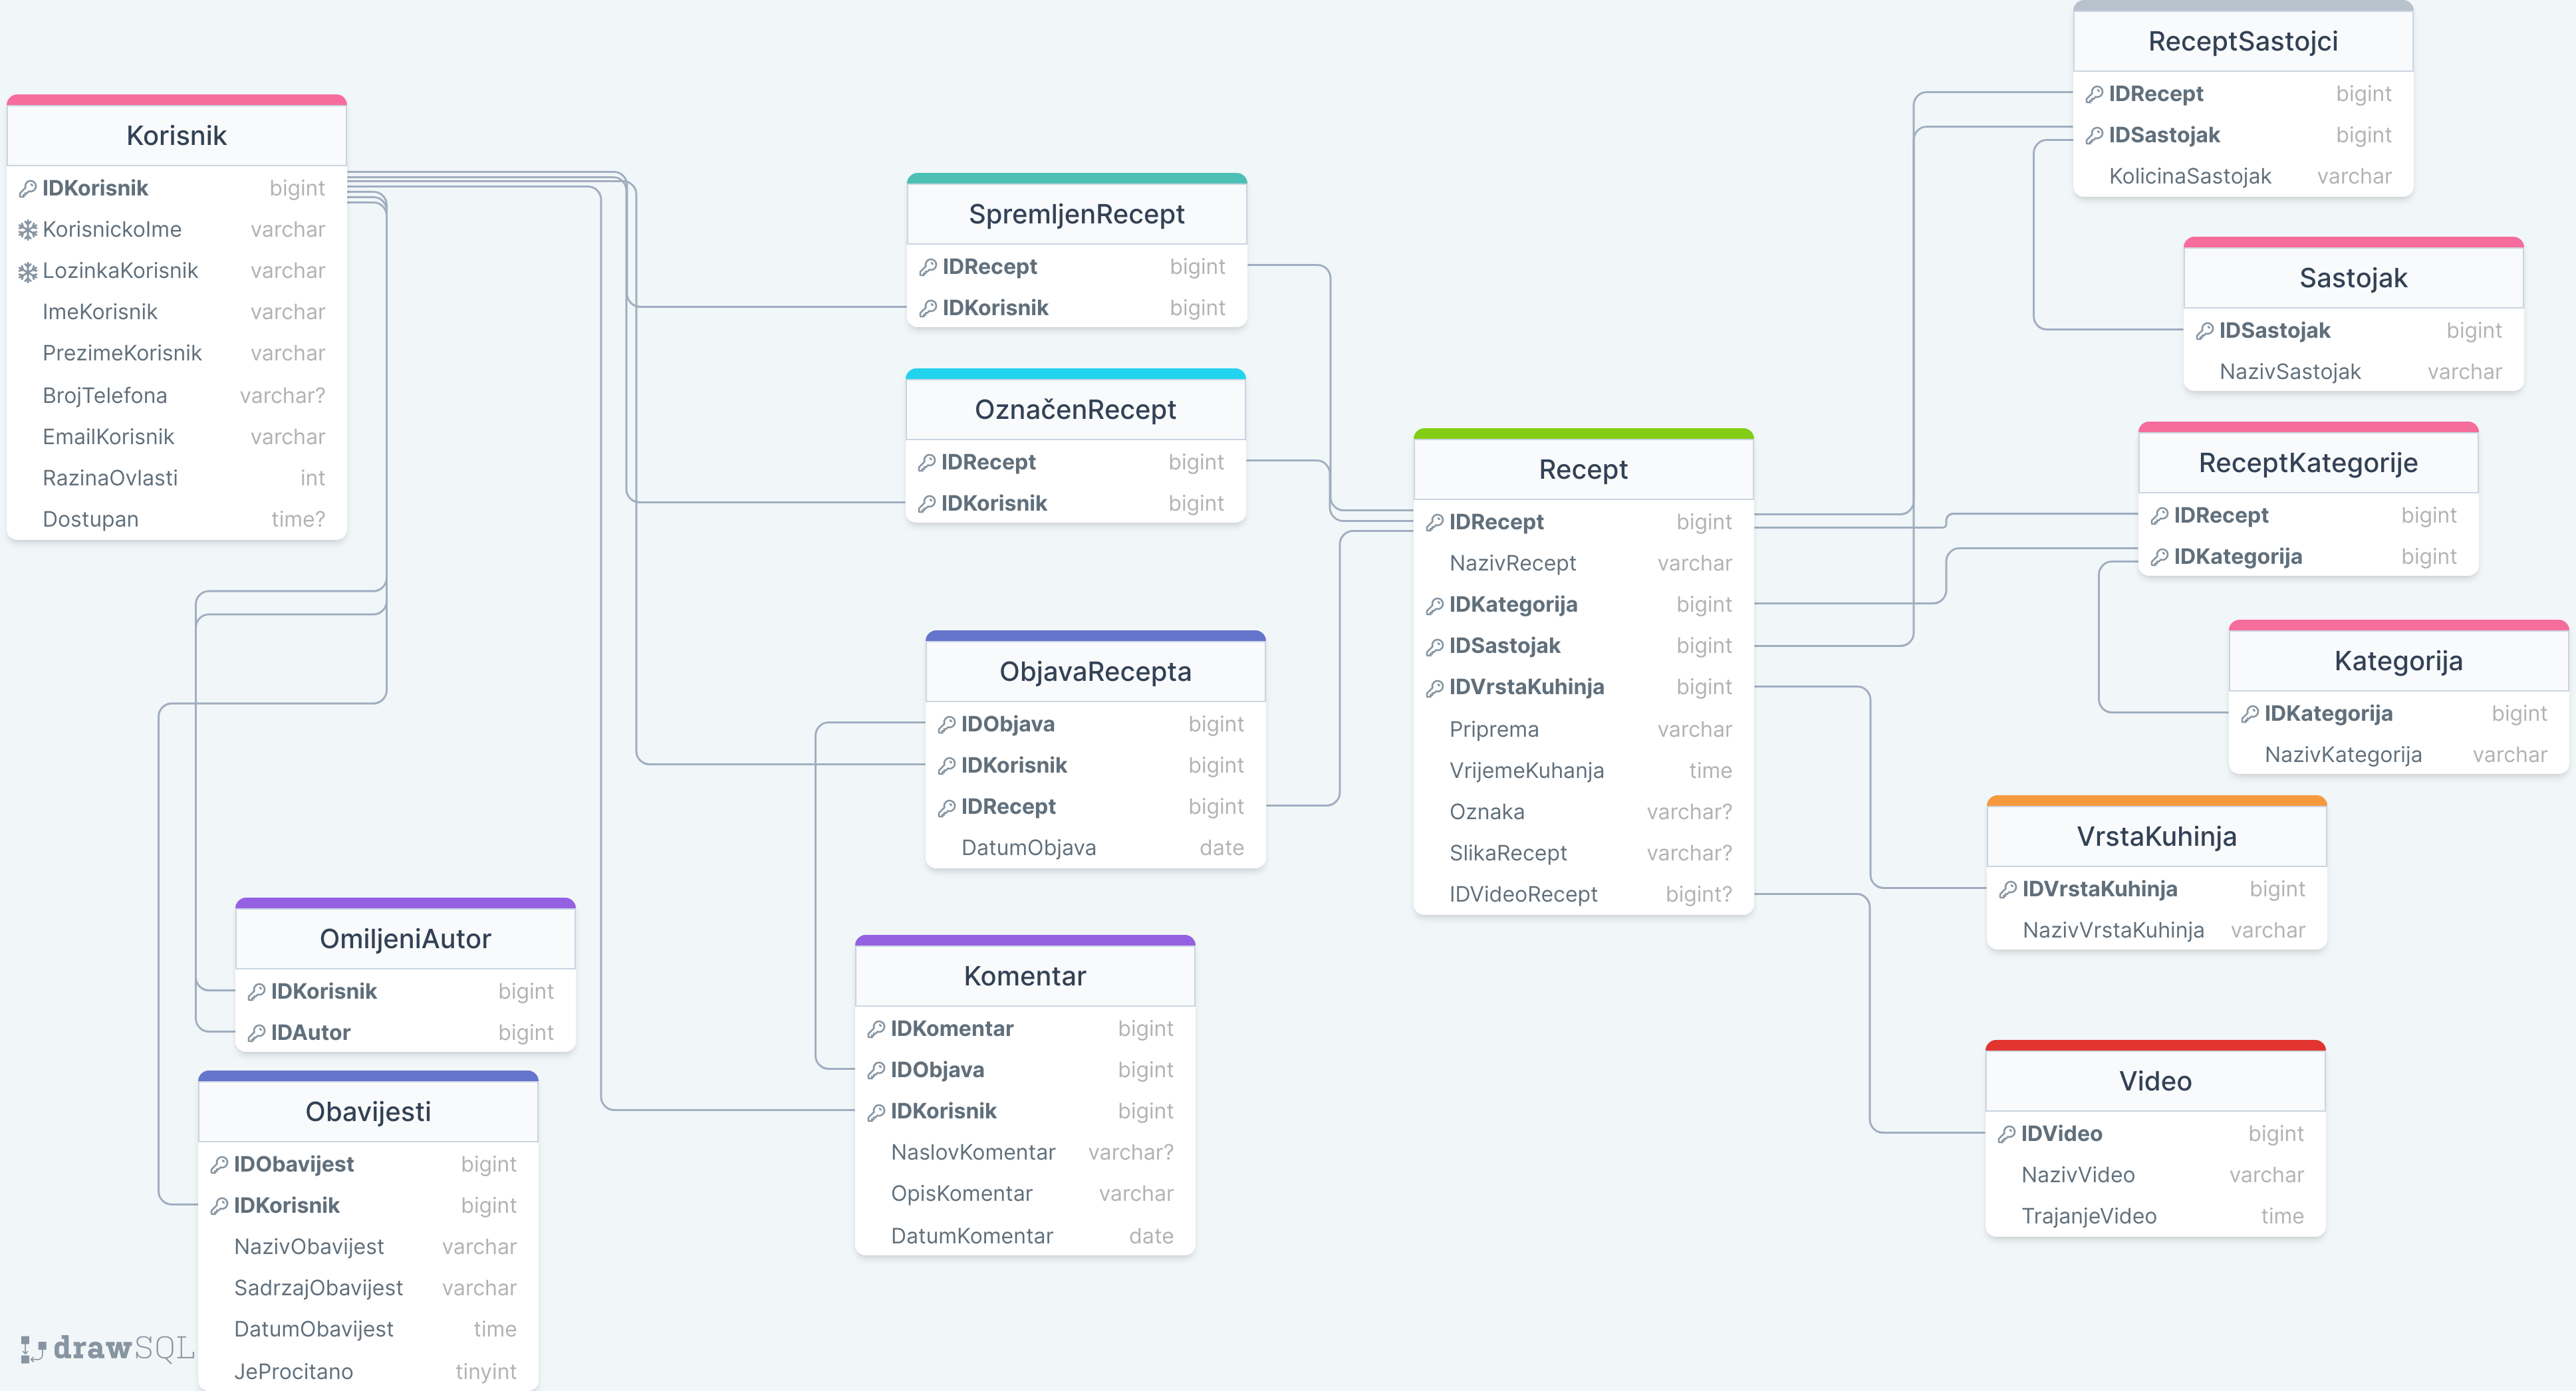 Korisnik
IDKorisnik bigint
KorisnickoIme varchar
LozinkaKorisnik varchar
ImeKorisnik varchar
PrezimeKorisnik varchar
BrojTelefona varchar?
EmailKorisnik varchar
RazinaOvlasti int
Dostupan time?
OmiljeniAutor
IDKorisnik bigint
IDAutor bigint
Obavijesti
IDObavijest bigint
IDKorisnik bigint
NazivObavijest varchar
SadrzajObavijest varchar
DatumObavijest time
JeProcitano tinyint
SpremljenRecept
IDRecept bigint
IDKorisnik bigint
OznačenRecept
IDRecept bigint
IDKorisnik bigint
ObjavaRecepta
IDObjava bigint
IDKorisnik bigint
IDRecept bigint
DatumObjava date
Komentar
IDKomentar bigint
IDObjava bigint
IDKorisnik bigint
NaslovKomentar varchar?
OpisKomentar varchar
DatumKomentar date
Recept
IDRecept bigint
NazivRecept varchar
IDKategorija bigint
IDSastojak bigint
IDVrstaKuhinja bigint
Priprema varchar
VrijemeKuhanja time
Oznaka varchar?
SlikaRecept varchar?
IDVideoRecept bigint?
ReceptSastojci
IDRecept bigint
IDSastojak bigint
KolicinaSastojak varchar
Sastojak
IDSastojak bigint
NazivSastojak varchar
ReceptKategorije
IDRecept bigint
IDKategorija bigint
Kategorija
IDKategorija bigint
NazivKategorija varchar
VrstaKuhinja
IDVrstaKuhinja bigint
NazivVrstaKuhinja varchar
Video
IDVideo bigint
NazivVideo varchar
TrajanjeVideo time
drawSQL